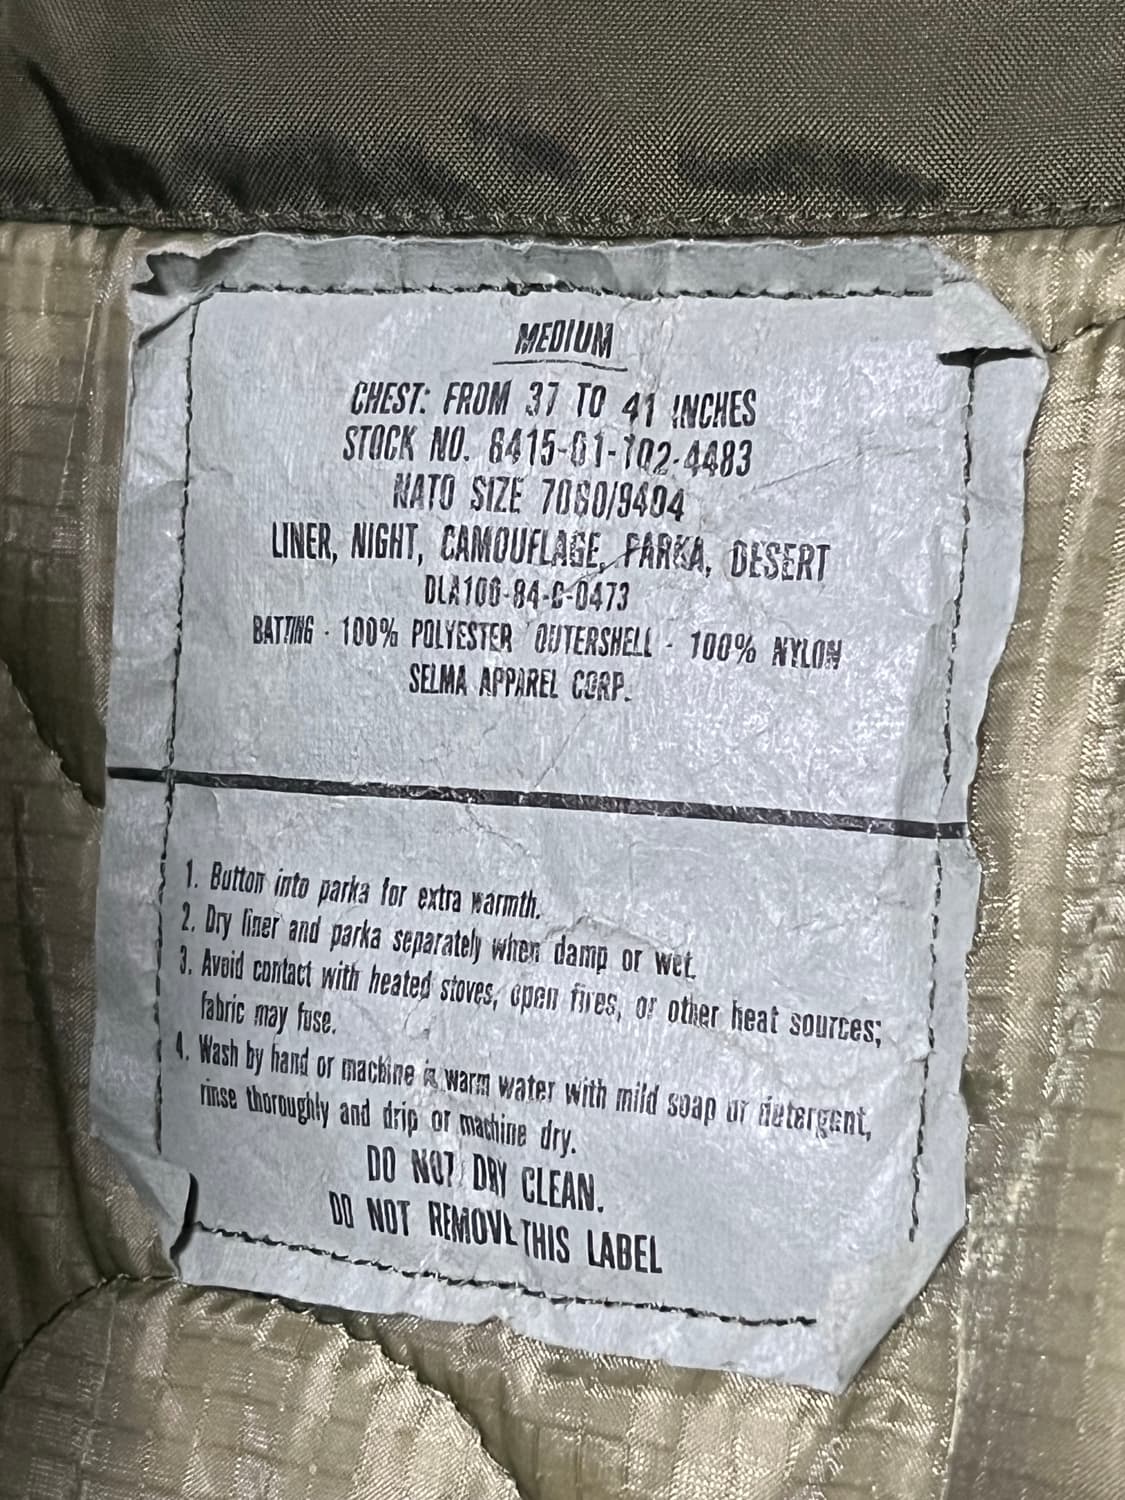 MEDIUM
CHEST: FROM 37 TO 41 INCHES
STOCK NO. 8415-01-102-4483
NATO SIZE 7080/9404
LINER, NIGHT, CAMOUFLAGE, PARKA, DESERT
DLA100-84-C-0473
BATTING - 100% POLYESTER OUTERSHELL - 100% NYLON
SELMA APPAREL CORP.
1. Button into parka for extra warmth.
2. Dry liner and parka separately when damp or wet.
3. Avoid contact with heated stoves, open fires, or other heat sources;
fabric may fuse.
4. Wash by hand or machine in warm water with mild soap or detergent,
rinse thoroughly and drip or machine dry.
DO NOT DRY CLEAN.
DO NOT REMOVE THIS LABEL